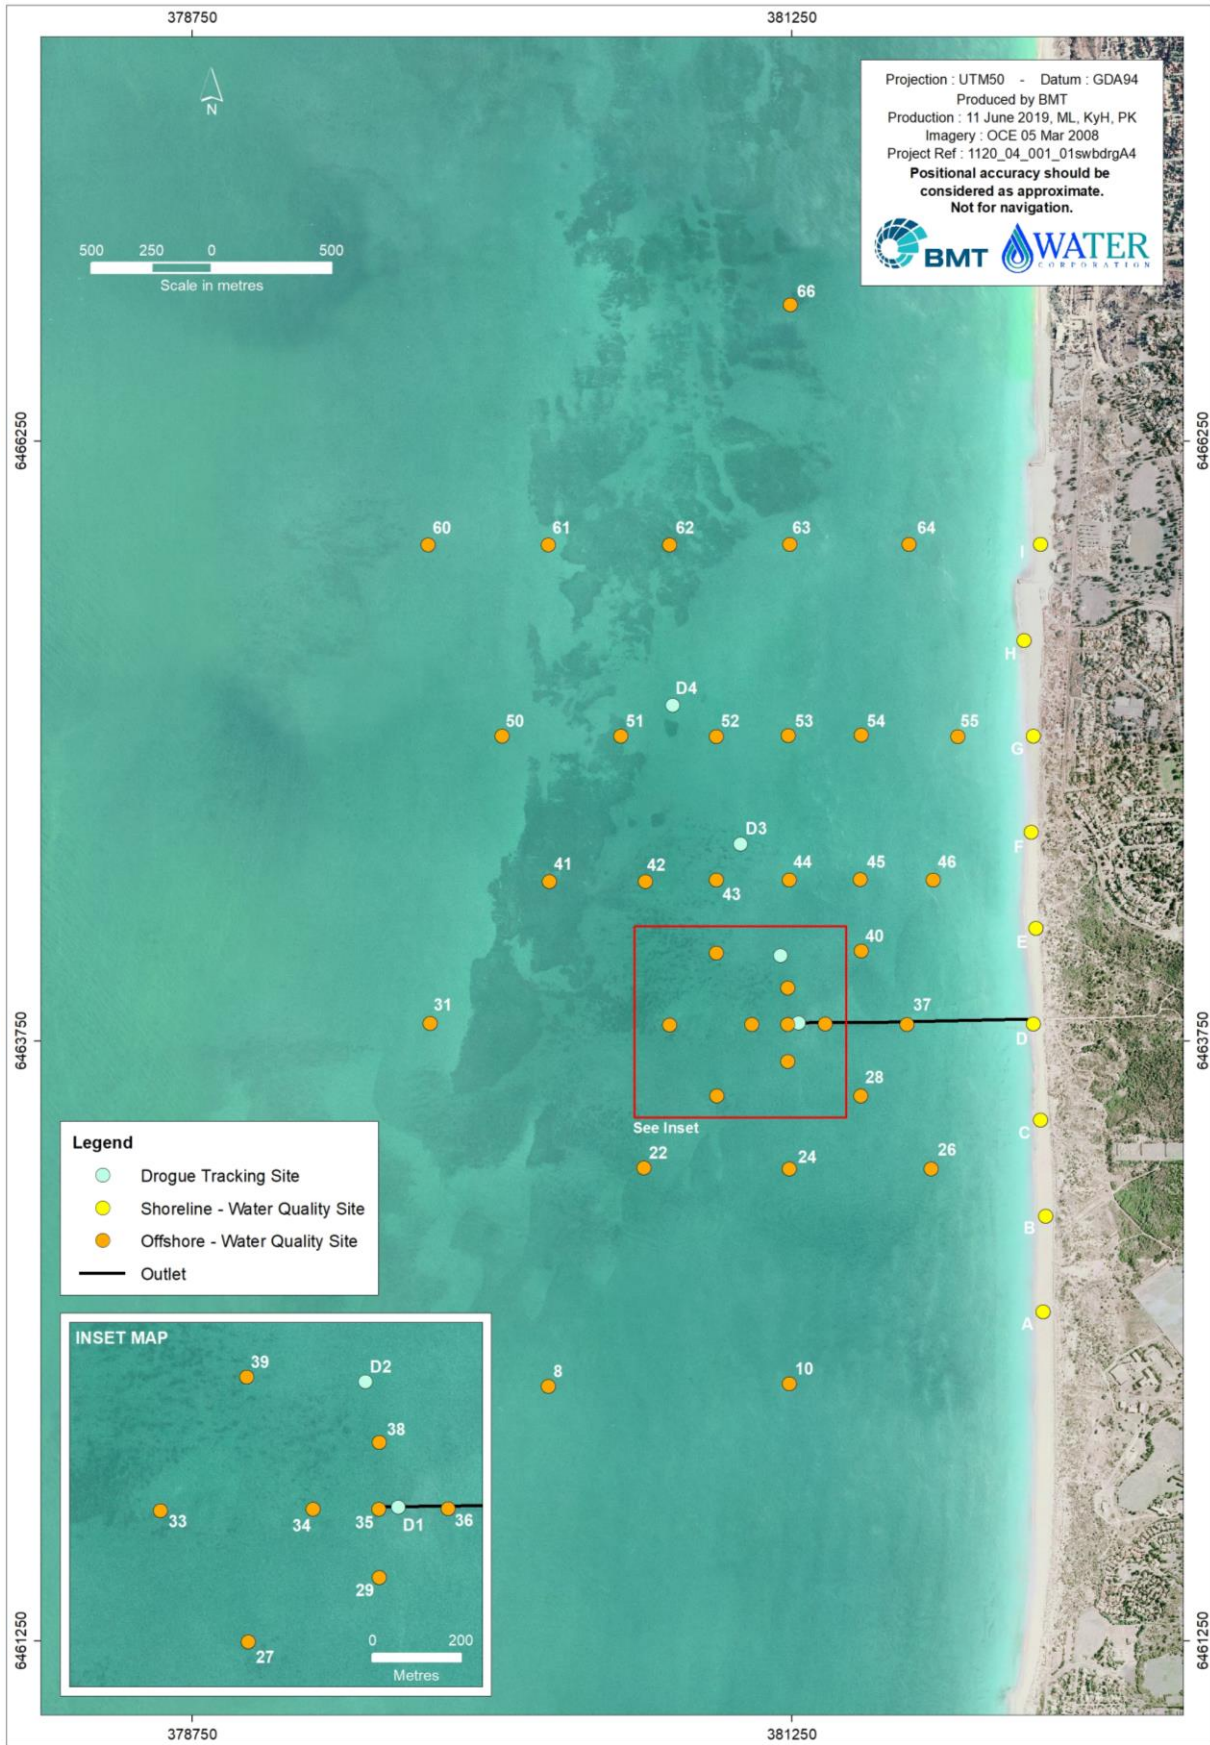 378750
381250
N
Projection : UTM50 - Datum : GDA94
Produced by BMT
Production : 11 June 2019, ML, KyH, PK
Imagery : OCE 05 Mar 2008
Project Ref : 1120_04_001_01swbdrgA4
Positional accuracy should be
considered as approximate.
Not for navigation.
BMT
WATER
CORPORATION
500 250 0 500
Scale in metres
66
6466250
6466250
60 61 62 63 64 I
H
D4
50 51 52 53 54 55 G
D3
F
41 42 43 44 45 46
E
40
31
37
D
6463750
6463750
28
C
See Inset
22 24 26
B
A
Legend
Drogue Tracking Site
Shoreline - Water Quality Site
Offshore - Water Quality Site
Outlet
8 10
INSET MAP
39 D2
38
33 34 35 D1 36
29
27
0 200
Metres
6461250
6461250
378750
381250